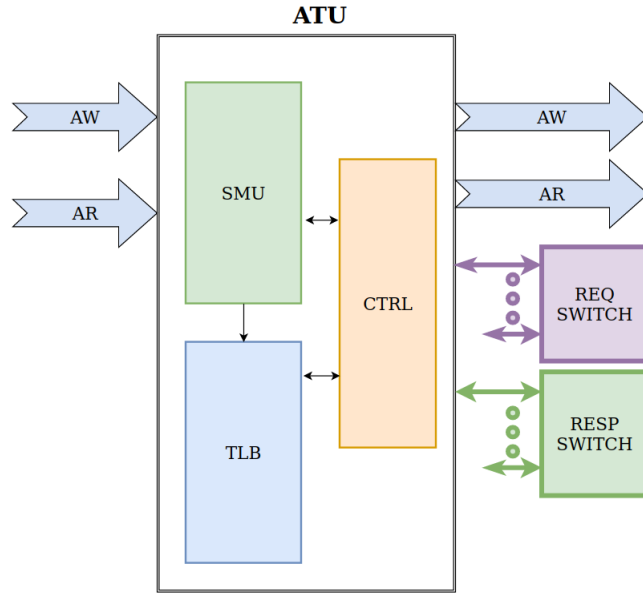 ATU
AW
AW
SMU
AR
AR
CTRL
REQ
SWITCH
TLB
RESP
SWITCH